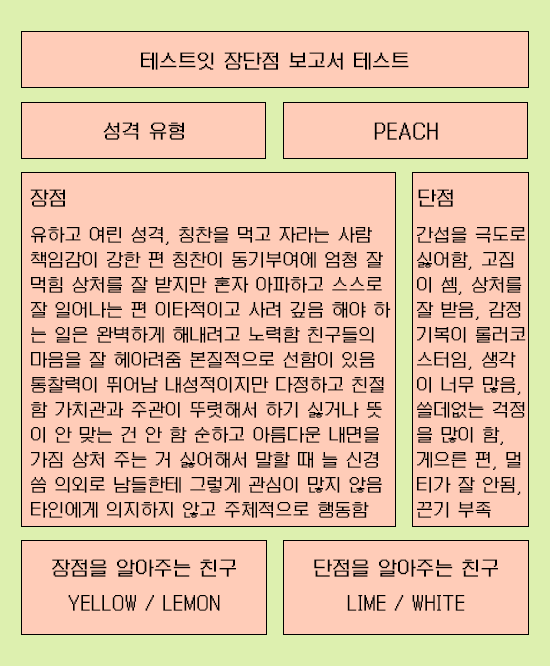 테스트잇 장단점 보고서 테스트
성격 유형
PEACH
장점
유하고 여린 성격, 칭찬을 먹고 자라는 사람
책임감이 강한 편 칭찬이 동기부여에 엄청 잘
먹힘 상처를 잘 받지만 혼자 아파하고 스스로
잘 일어나는 편 이타적이고 사려 깊음 해야 하
는 일은 완벽하게 해내려고 노력함 친구들의
마음을 잘 헤아려줌 본질적으로 선함이 있음
통찰력이 뛰어남 내성적이지만 다정하고 친절
함 가치관과 주관이 뚜렷해서 하기 싫거나 뜻
이 안 맞는 건 안 함 순하고 아름다운 내면을
가짐 상처 주는 거 싫어해서 말할 때 늘 신경
씀 의외로 남들한테 그렇게 관심이 많지 않음
타인에게 의지하지 않고 주체적으로 행동함
단점
간섭을 극도로
싫어함, 고집
이 셈, 상처를
잘 받음, 감정
기복이 롤러코
스터임, 생각
이 너무 많음,
쓸데없는 걱정
을 많이 함,
게으른 편, 멀
티가 잘 안됨,
끈기 부족
장점을 알아주는 친구
YELLOW / LEMON
단점을 알아주는 친구
LIME / WHITE